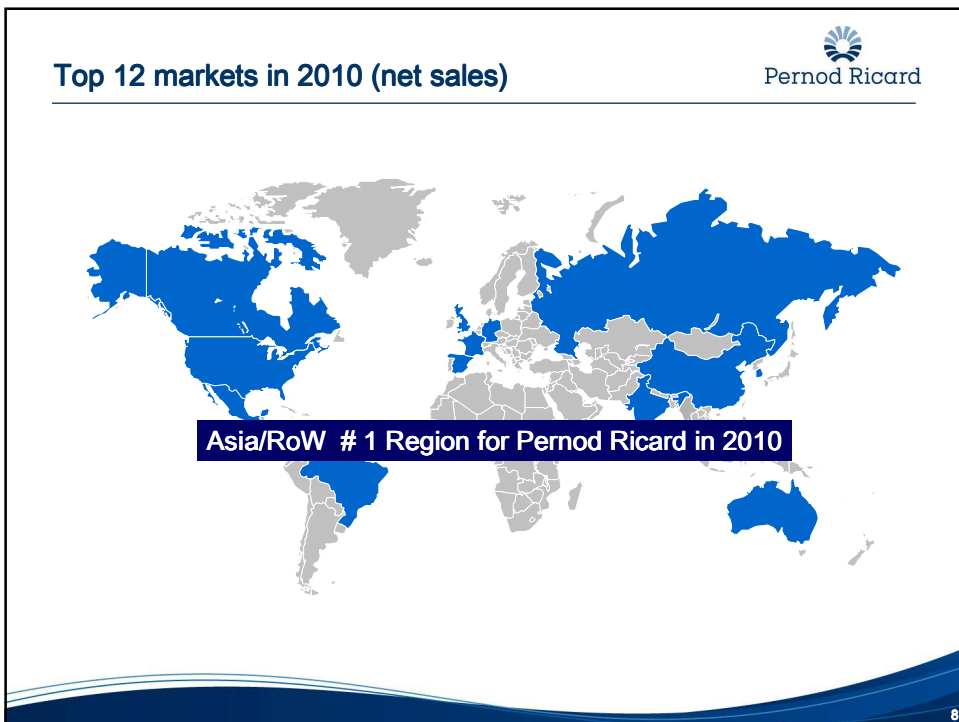 Top 12 markets in 2010 (net sales)
Pernod Ricard
Asia/RoW # 1 Region for Pernod Ricard in 2010
8